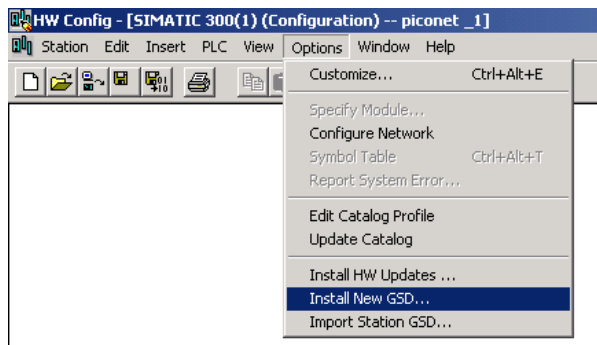 HW Config - [SIMATIC 300(1) (Configuration) -- piconet _1]
Station Edit Insert PLC View Options Window Help
Customize... Ctrl+Alt+E
Specify Module...
Configure Network
Symbol Table Ctrl+Alt+T
Report System Error...
Edit Catalog Profile
Update Catalog
Install HW Updates ...
Install New GSD...
Import Station GSD...